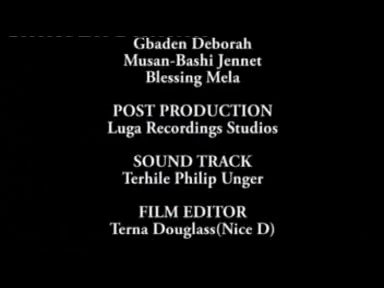 Gbaden Deborah
Musan-Bashi Jennet
Blessing Mela
POST PRODUCTION
Luga Recordings Studios
SOUND TRACK
Terhile Philip Unger
FILM EDITOR
Terna Douglass(Nice D)